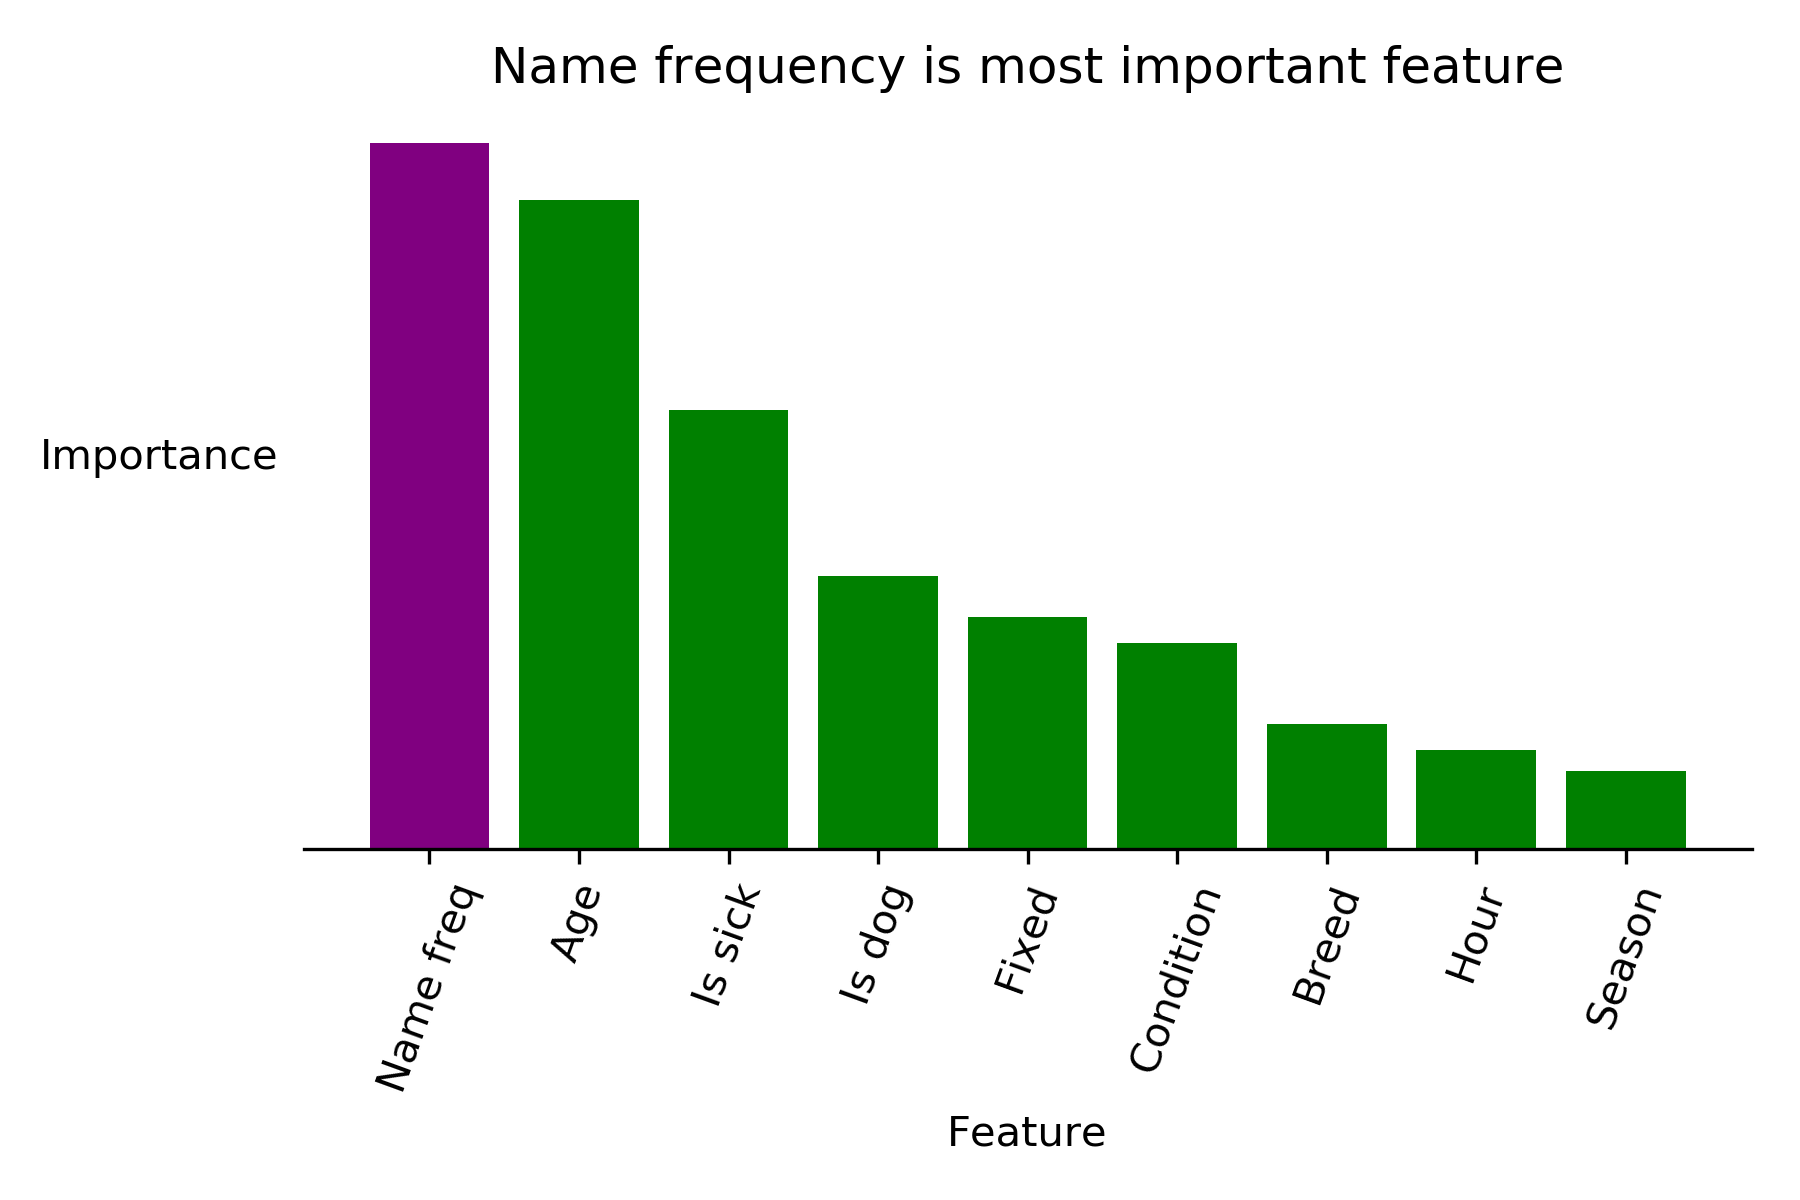 Name frequency is most important feature
Importance
Name freq
Age
Is sick
Is dog
Fixed
Condition
Breed
Hour
Season
Feature